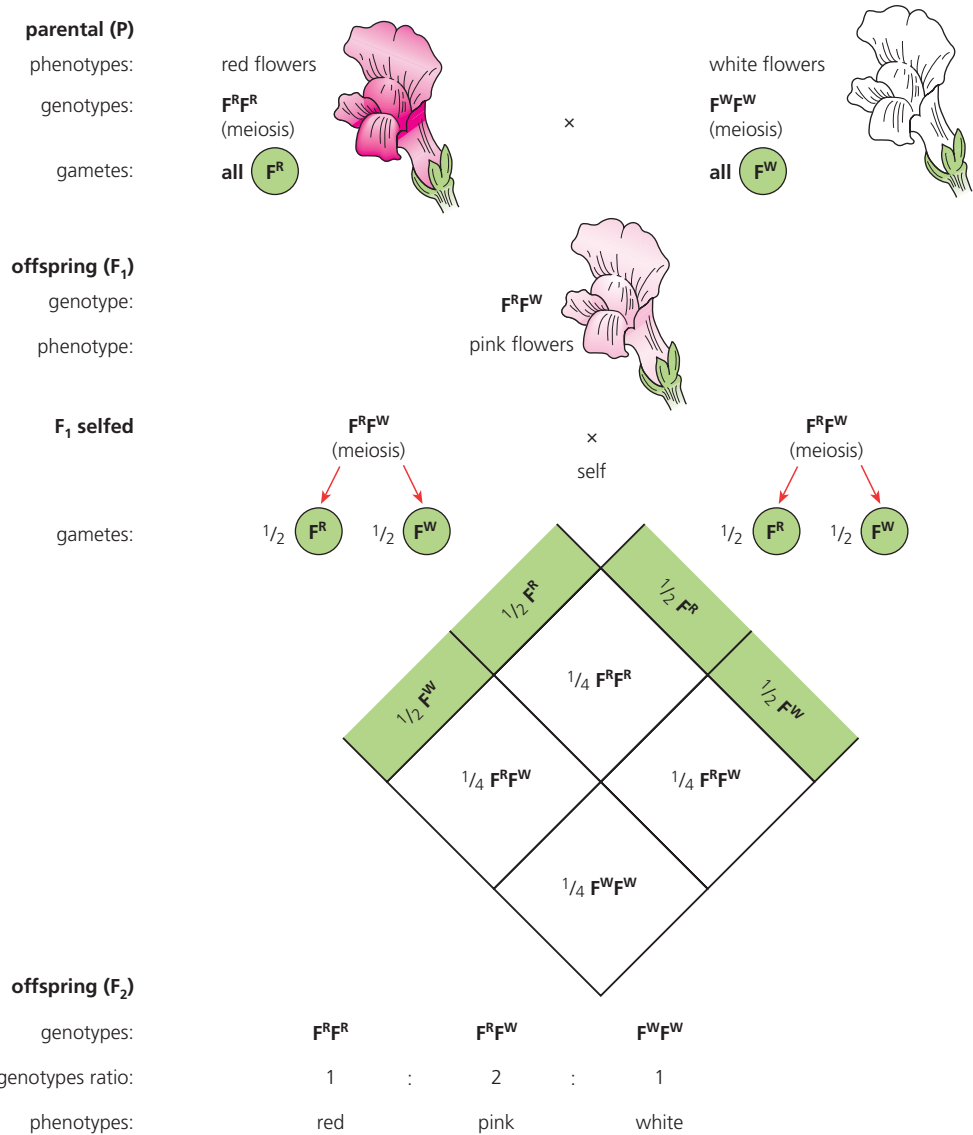 parental (P)
phenotypes: red flowers white flowers
genotypes: FᴿFᴿ × FᵂFᵂ
(meiosis) (meiosis)
gametes: all Fᴿ all Fᵂ
offspring (F₁)
genotype: FᴿFᵂ
phenotype: pink flowers
F₁ selfed FᴿFᵂ × FᴿFᵂ
(meiosis) self (meiosis)
gametes: 1/2 Fᴿ 1/2 Fᵂ 1/2 Fᴿ 1/2 Fᵂ
1/2 Fᴿ 1/2 Fᴿ
1/2 Fᵂ 1/4 FᴿFᴿ 1/2 Fᵂ
1/4 FᴿFᵂ 1/4 FᴿFᵂ
1/4 FᵂFᵂ
offspring (F₂)
genotypes: FᴿFᴿ FᴿFᵂ FᵂFᵂ
genotypes ratio: 1 : 2 : 1
phenotypes: red pink white